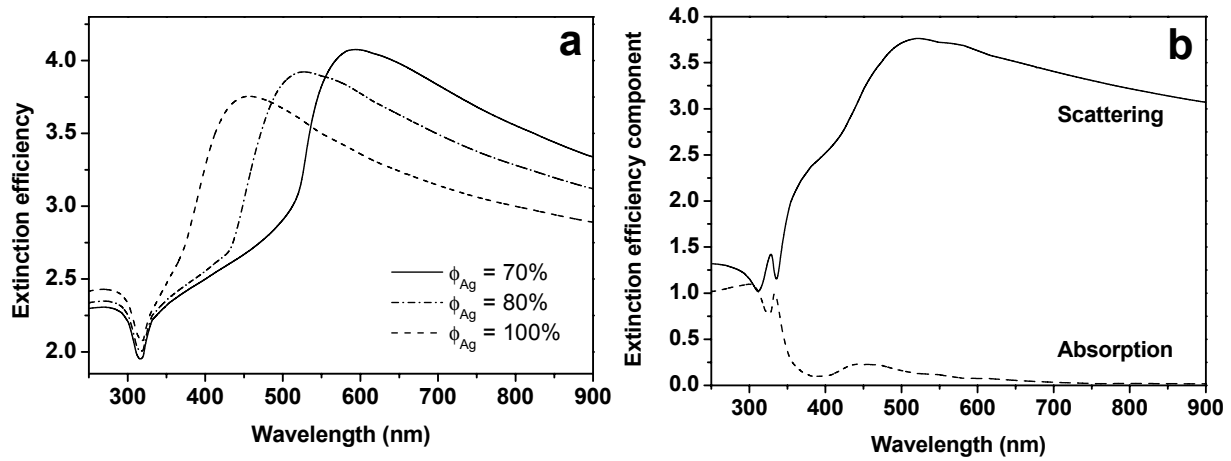 a
Extinction efficiency
4.0
3.5
3.0
2.5
2.0
ϕAg = 70%
ϕAg = 80%
ϕAg = 100%
300 400 500 600 700 800 900
Wavelength (nm)
b
Extinction efficiency component
4.0
3.5
3.0
2.5
2.0
1.5
1.0
0.5
0.0
Scattering
Absorption
300 400 500 600 700 800 900
Wavelength (nm)